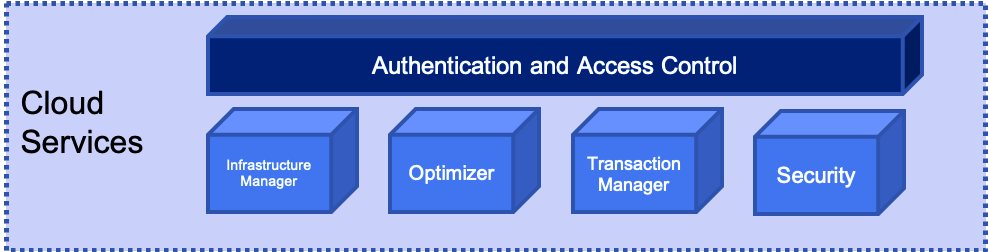 Authentication and Access Control
Cloud
Services
Infrastructure
Manager
Optimizer
Transaction
Manager
Security